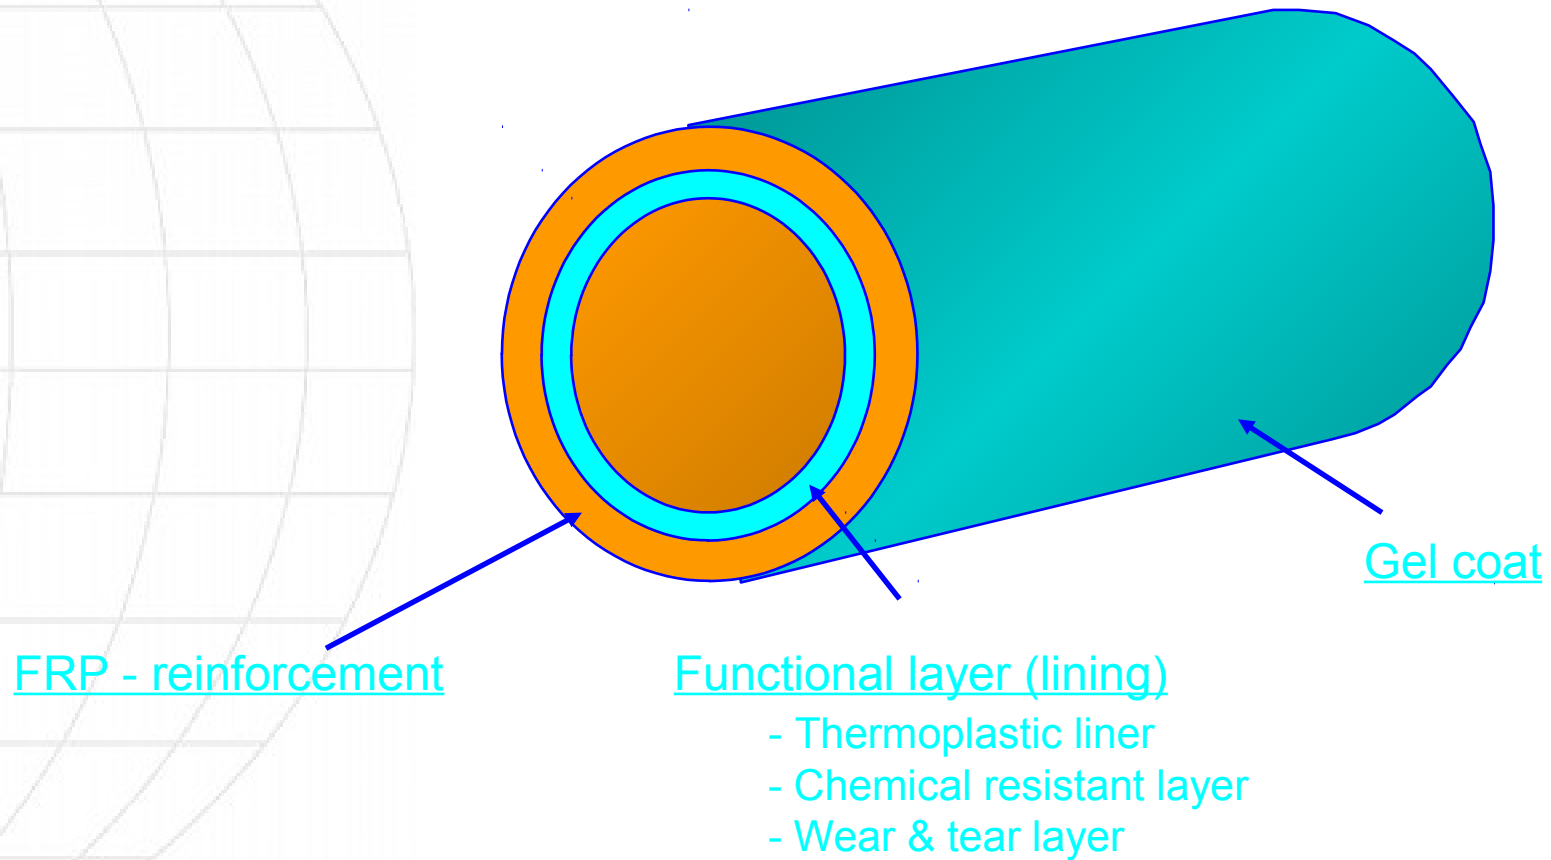 Gel coat
FRP - reinforcement
Functional layer (lining)
- Thermoplastic liner
- Chemical resistant layer
- Wear & tear layer